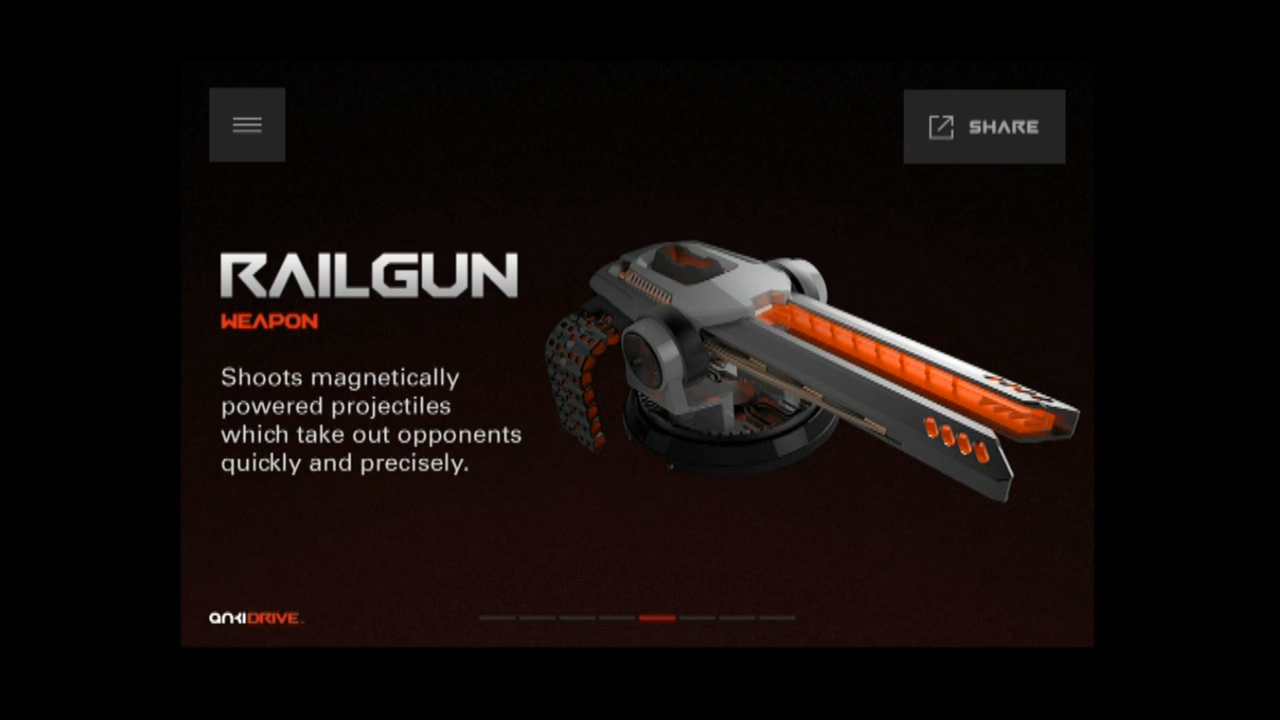 SHARE
RAILGUN
WEAPON
Shoots magnetically
powered projectiles
which take out opponents
quickly and precisely.
ANKIDRIVE